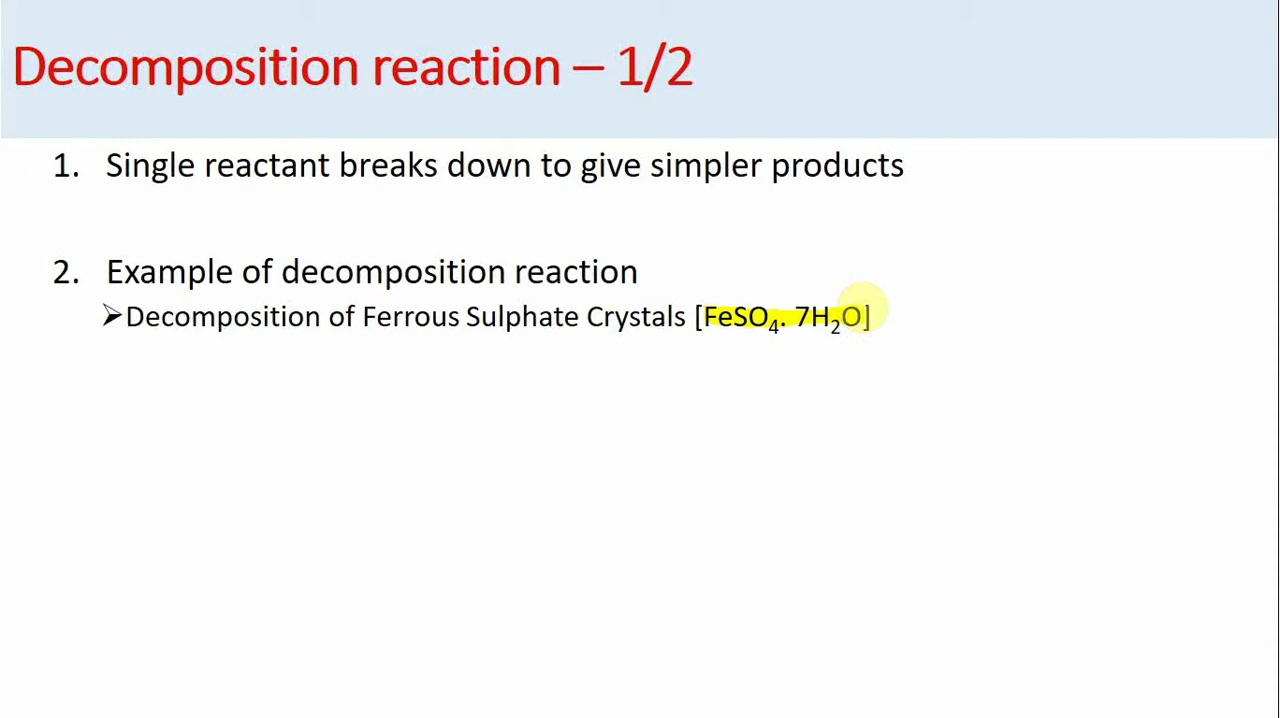 Decomposition reaction – 1/2
1. Single reactant breaks down to give simpler products
2. Example of decomposition reaction
➢Decomposition of Ferrous Sulphate Crystals [FeSO₄. 7H₂O]